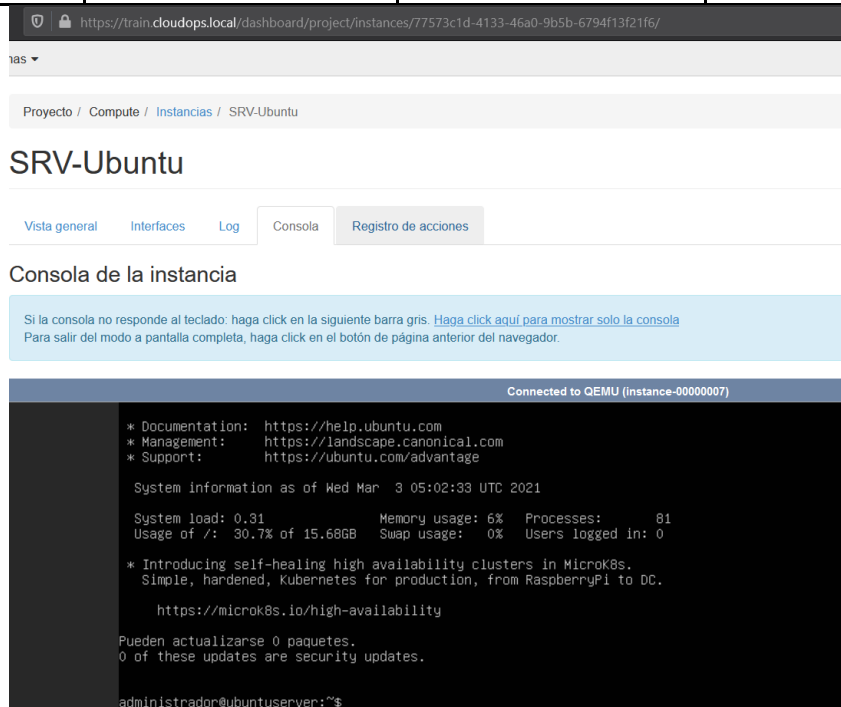 https://train.cloudops.local/dashboard/project/instances/77573c1d-4133-46a0-9b5b-6794f13f21f6/
nas
Proyecto / Compute / Instancias / SRV-Ubuntu
SRV-Ubuntu
Vista general Interfaces Log Consola Registro de acciones
Consola de la instancia
Si la consola no responde al teclado: haga click en la siguiente barra gris. Haga click aquí para mostrar solo la consola
Para salir del modo a pantalla completa, haga click en el botón de página anterior del navegador.
Connected to QEMU (instance-00000007)
* Documentation: https://help.ubuntu.com
* Management: https://landscape.canonical.com
* Support: https://ubuntu.com/advantage
System information as of Wed Mar 3 05:02:33 UTC 2021
System load: 0.31 Memory usage: 6% Processes: 81
Usage of /: 30.7% of 15.68GB Swap usage: 0% Users logged in: 0
* Introducing self-healing high availability clusters in MicroK8s.
Simple, hardened, Kubernetes for production, from RaspberryPi to DC.
https://microk8s.io/high-availability
Pueden actualizarse 0 paquetes.
0 of these updates are security updates.
administrador@ubuntuserver:~$